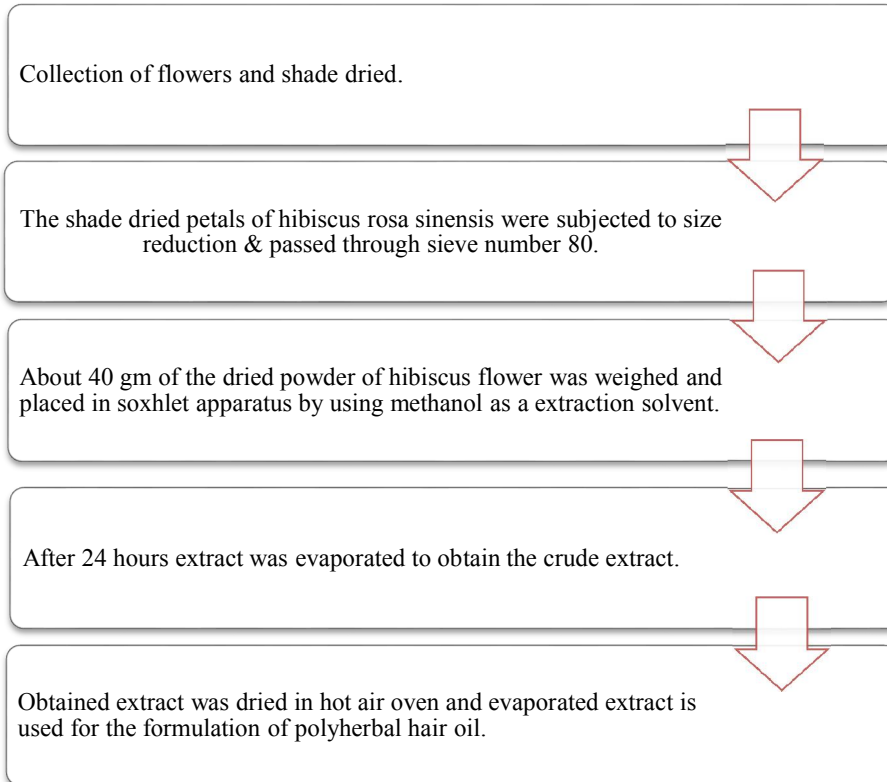 Collection of flowers and shade dried.
The shade dried petals of hibiscus rosa sinensis were subjected to size
reduction & passed through sieve number 80.
About 40 gm of the dried powder of hibiscus flower was weighed and
placed in soxhlet apparatus by using methanol as a extraction solvent.
After 24 hours extract was evaporated to obtain the crude extract.
Obtained extract was dried in hot air oven and evaporated extract is
used for the formulation of polyherbal hair oil.